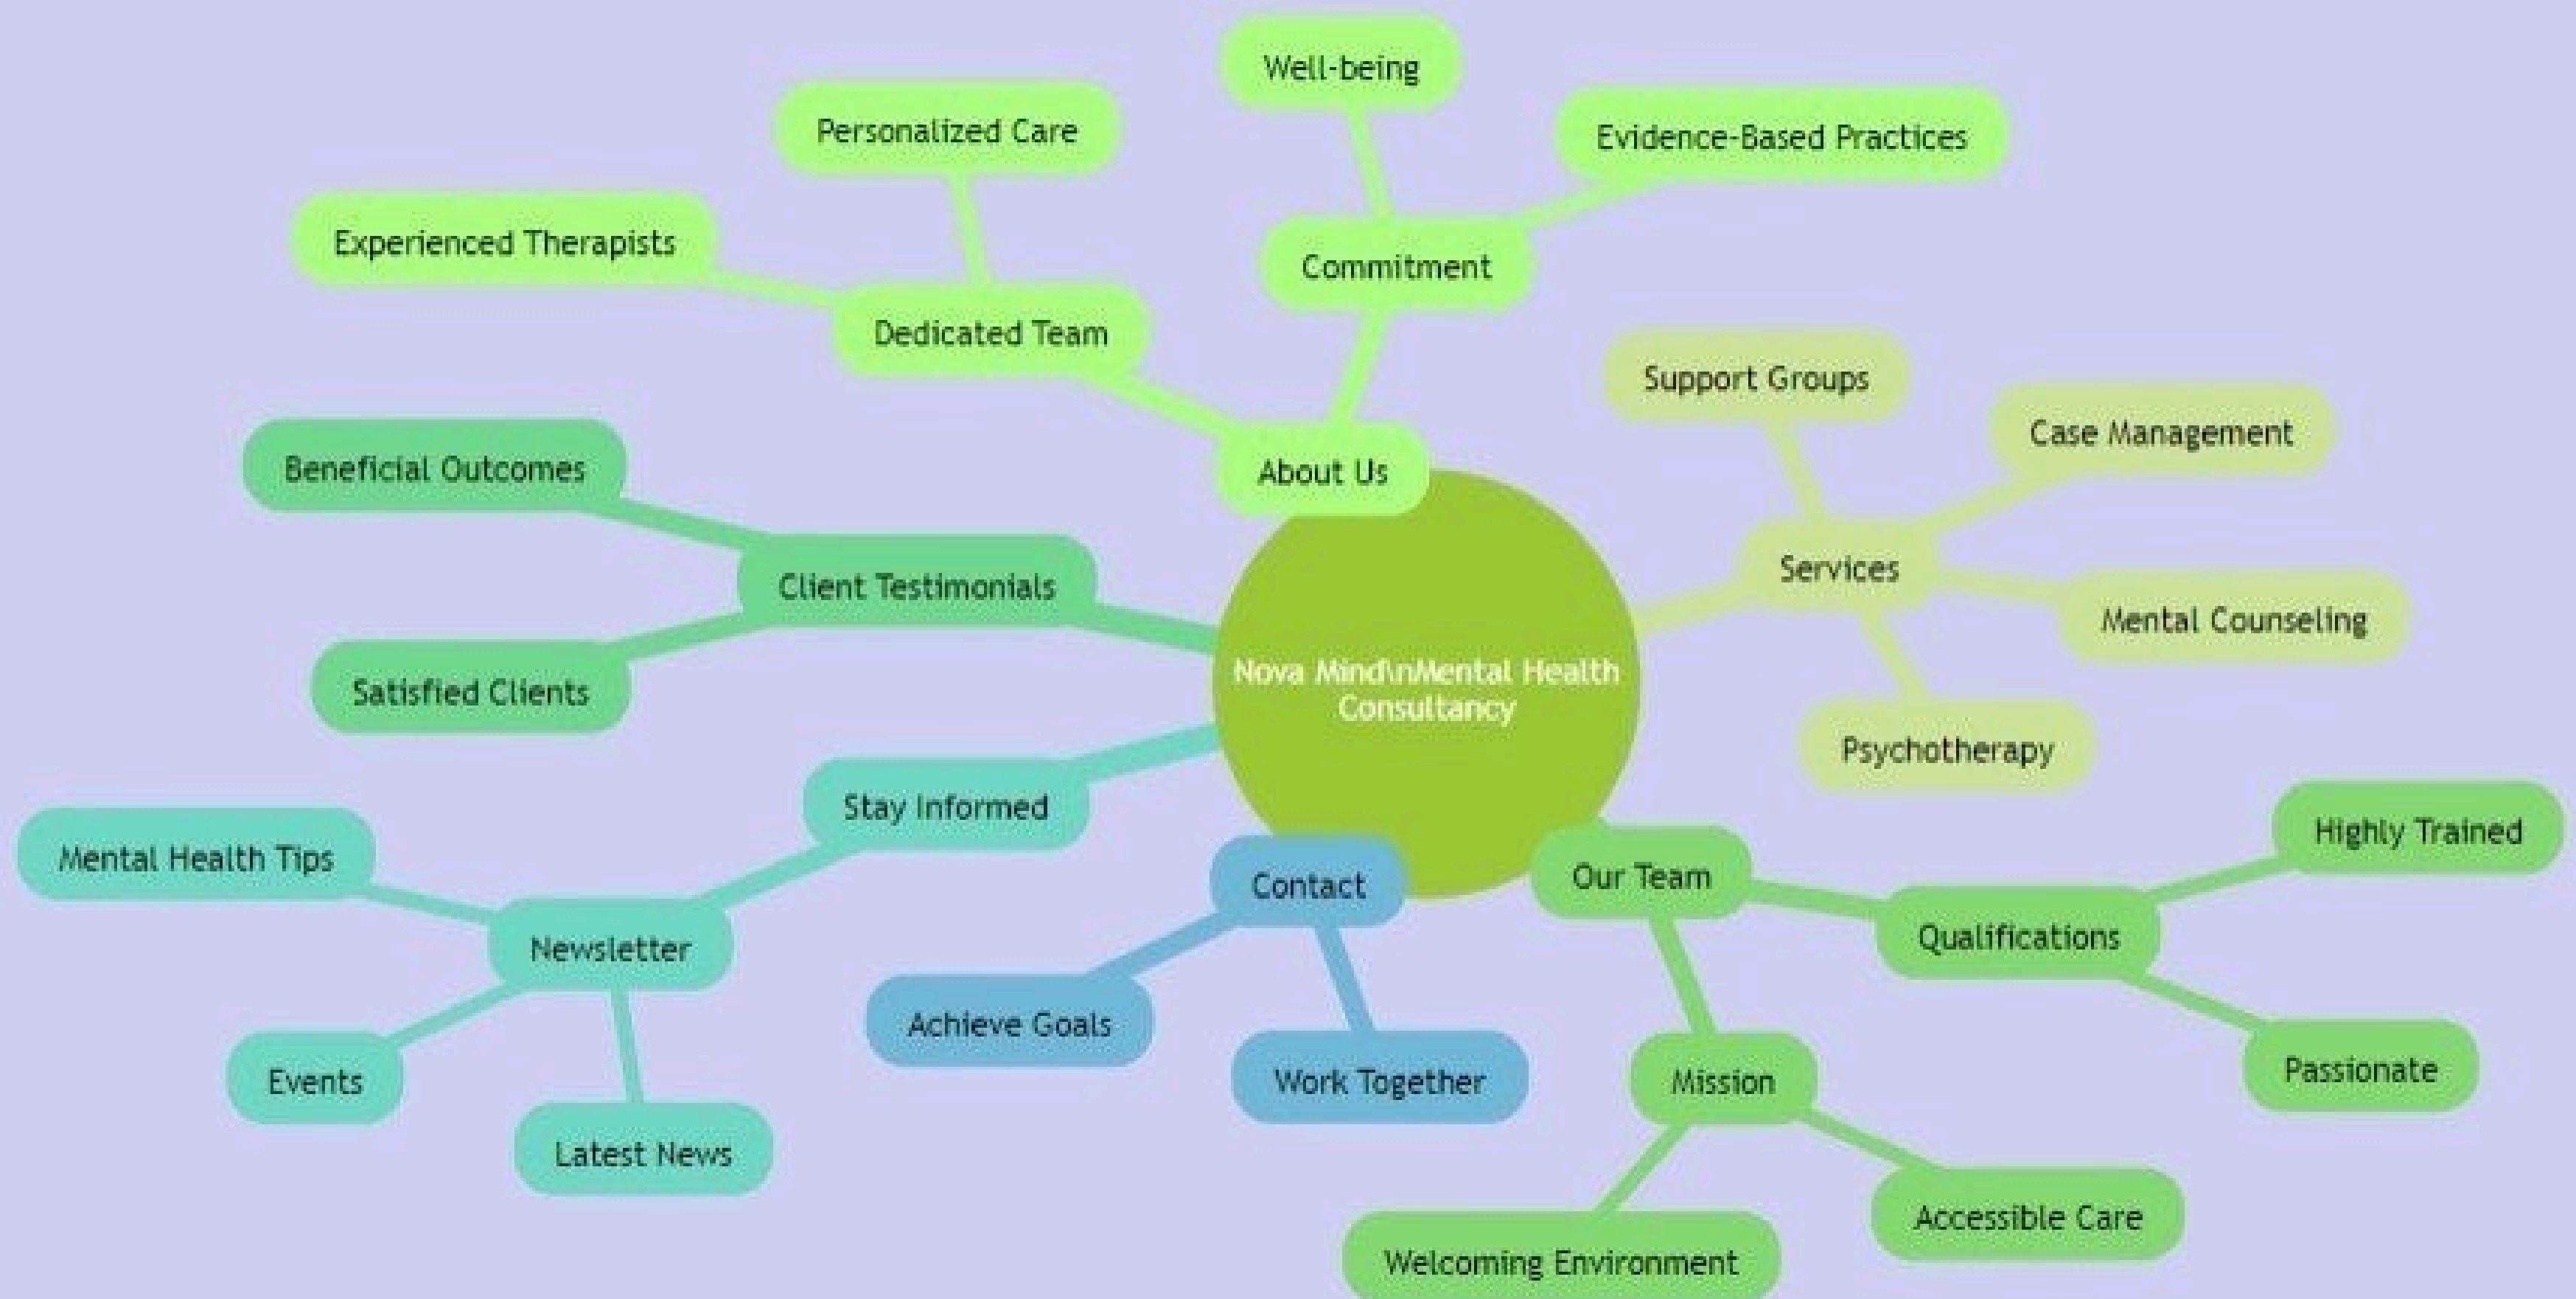 Well-being
Personalized Care
Evidence-Based Practices
Experienced Therapists
Commitment
Dedicated Team
Support Groups
Case Management
Beneficial Outcomes
About Us
Services
Client Testimonials
Mental Counseling
Satisfied Clients
Nova Mind\nMental Health
Consultancy
Psychotherapy
Stay Informed
Highly Trained
Mental Health Tips
Our Team
Contact
Qualifications
Newsletter
Achieve Goals
Passionate
Events
Work Together
Mission
Latest News
Accessible Care
Welcoming Environment